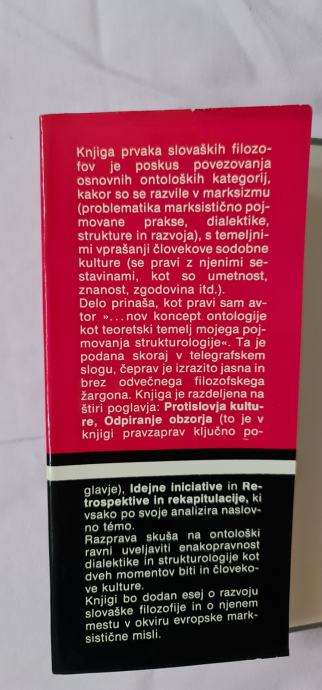 Knjiga prvaka slovaških filozo-
fov je poskus povezovanja
osnovnih ontoloških kategorij,
kakor so se razvile v marksizmu
(problematika marksistično poj-
movane prakse, dialektike,
strukture in razvoja), s temelj-
nimi vprašanji človekove sodobne
kulture (se pravi z njenimi se-
stavinami, kot so umetnost,
znanost, zgodovina itd.).
Delo prinaša, kot pravi sam av-
tor »...nov koncept ontologije
kot teoretski temelj mojega poj-
movanja strukturologije«. Ta je
podana skoraj v telegrafskem
slogu, čeprav je izrazito jasna in
brez odvečnega filozofskega
žargona. Knjiga je razdeljena na
štiri poglavja: Protislovja kultu-
re, Odpiranje obzorja (to je v
knjigi pravzaprav ključno po-
glavje), Idejne iniciative in Re-
trospektive in rekapitulacije, ki
vsako po svoje analizira naslov-
no témo.
Razprava skuša na ontološki
ravni uveljaviti enakopravnost
dialektike in strukturologije kot
dveh momentov biti in človeko-
ve kulture.
Knjigi bo dodan esej o razvoju
slovaške filozofije in o njenem
mestu v okviru evropske mark-
sistične misli.